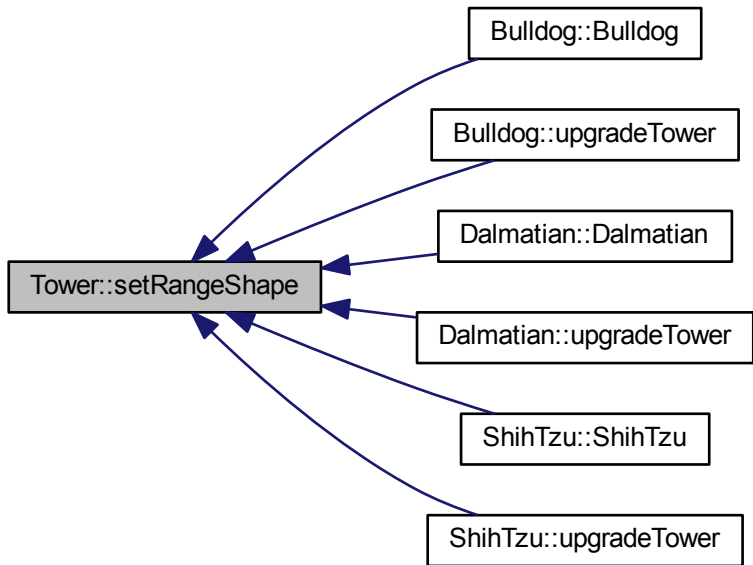 Bulldog::Bulldog
Bulldog::upgradeTower
Dalmatian::Dalmatian
Tower::setRangeShape
Dalmatian::upgradeTower
ShihTzu::ShihTzu
ShihTzu::upgradeTower